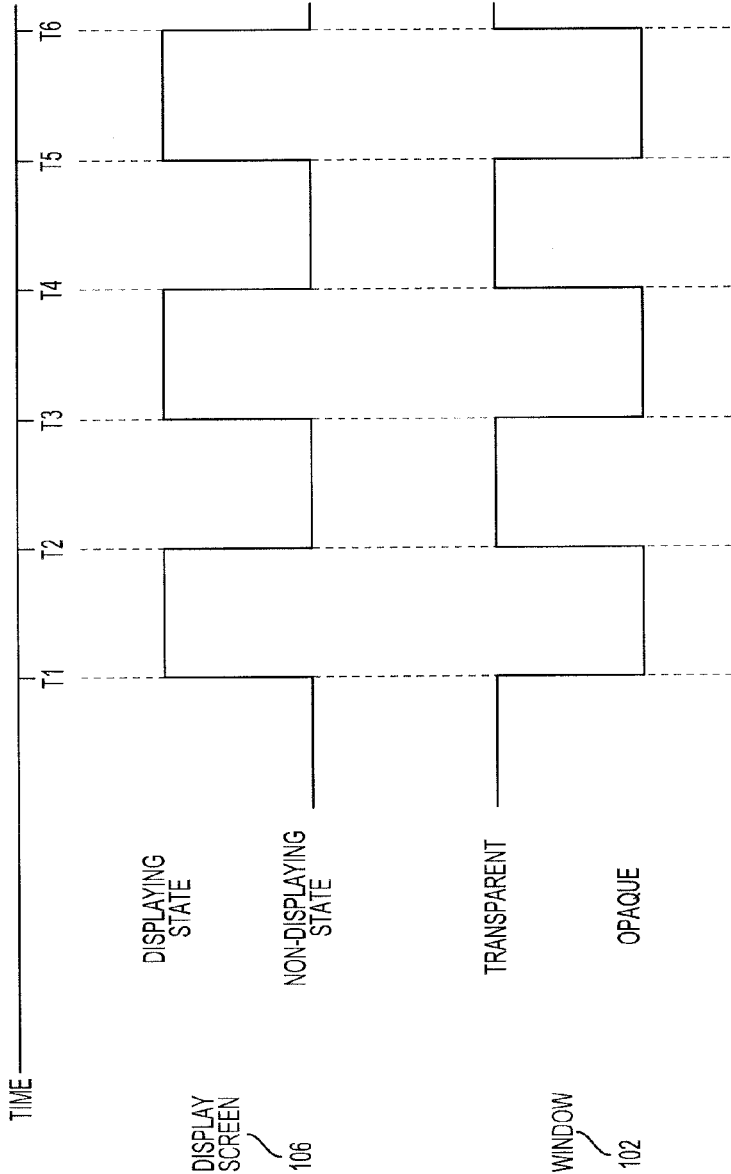 TIME
T1 T2 T3 T4 T5 T6
DISPLAY
SCREEN
106
DISPLAYING
STATE
NON-DISPLAYING
STATE
WINDOW
102
TRANSPARENT
OPAQUE